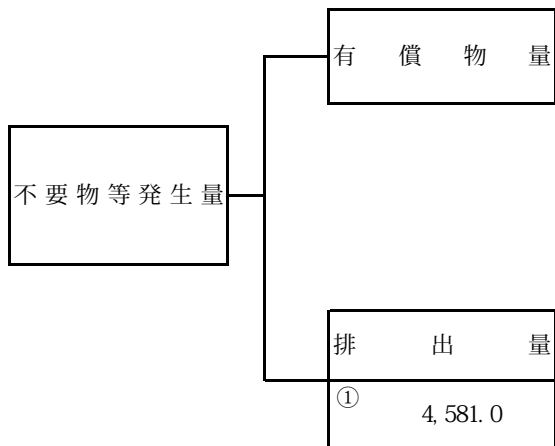 有償物量
不要物等発生量
排出量
①
4,581.0